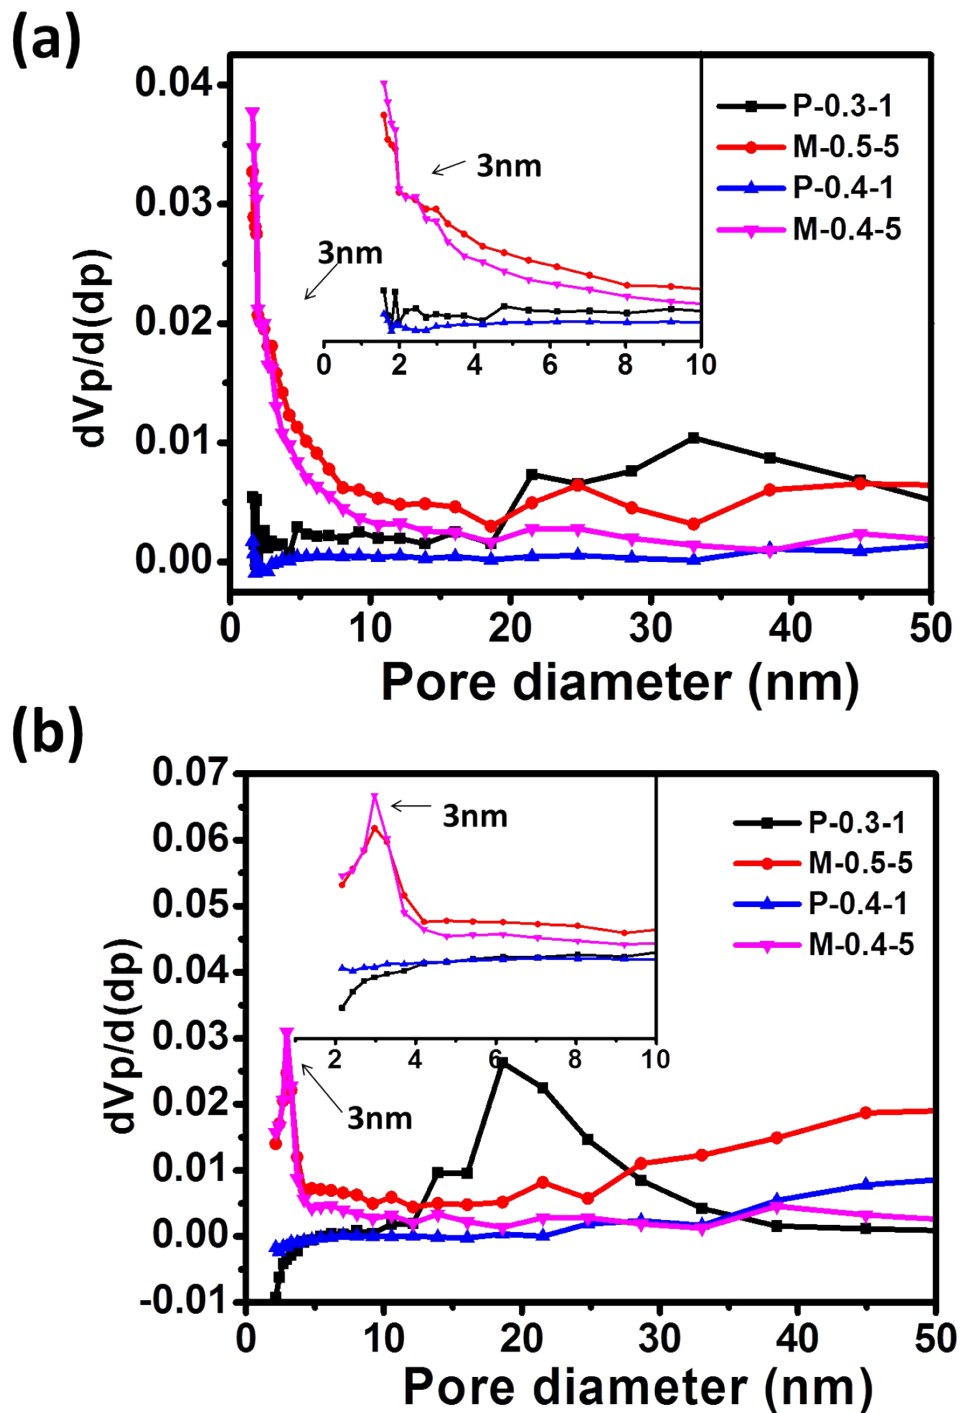 (a)
0.04
0.03
0.02
0.01
0.00
dVp/d(dp)
P-0.3-1
M-0.5-5
P-0.4-1
M-0.4-5
3nm
3nm
0 2 4 6 8 10
0 10 20 30 40 50
Pore diameter (nm)
(b)
0.07
0.06
0.05
0.04
0.03
0.02
0.01
0.00
-0.01
dVp/d(dp)
P-0.3-1
M-0.5-5
P-0.4-1
M-0.4-5
3nm
2 4 6 8 10
3nm
0 10 20 30 40 50
Pore diameter (nm)